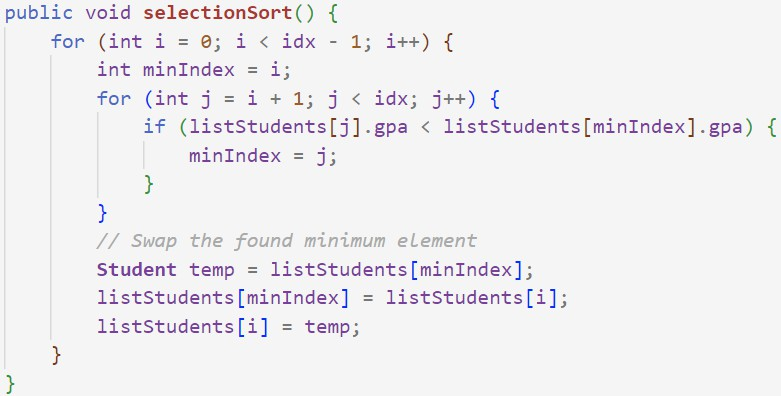 public void selectionSort() {
    for (int i = 0; i < idx - 1; i++) {
        int minIndex = i;
        for (int j = i + 1; j < idx; j++) {
            if (listStudents[j].gpa < listStudents[minIndex].gpa) {
                minIndex = j;
            }
        }
        // Swap the found minimum element
        Student temp = listStudents[minIndex];
        listStudents[minIndex] = listStudents[i];
        listStudents[i] = temp;
    }
}